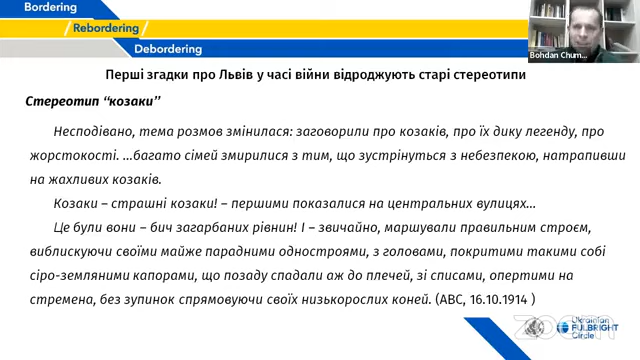 Bordering
Rebordering
Debordering
Bohdan Chum...
Перші згадки про Львів у часі війни відроджують старі стереотипи
Стереотип “козаки”
Несподівано, тема розмов змінилася: заговорили про козаків, про їх дику легенду, про
жорстокості. …багато сімей змирилися з тим, що зустрінуться з небезпекою, натрапивши
на жахливих козаків.
Козаки – страшні козаки! – першими показалися на центральних вулицях…
Це були вони – бич загарбаних рівнин! І – звичайно, маршували правильним строєм,
виблискуючи своїми майже парадними одностроями, з головами, покритими такими собі
сіро-земляними капорами, що позаду спадали аж до плечей, зі списами, опертими на
стремена, без зупинок спрямовуючи своїх низькорослих коней. (ABC, 16.10.1914 )
zoom
Ukrainian
FULBRIGHT
Circle